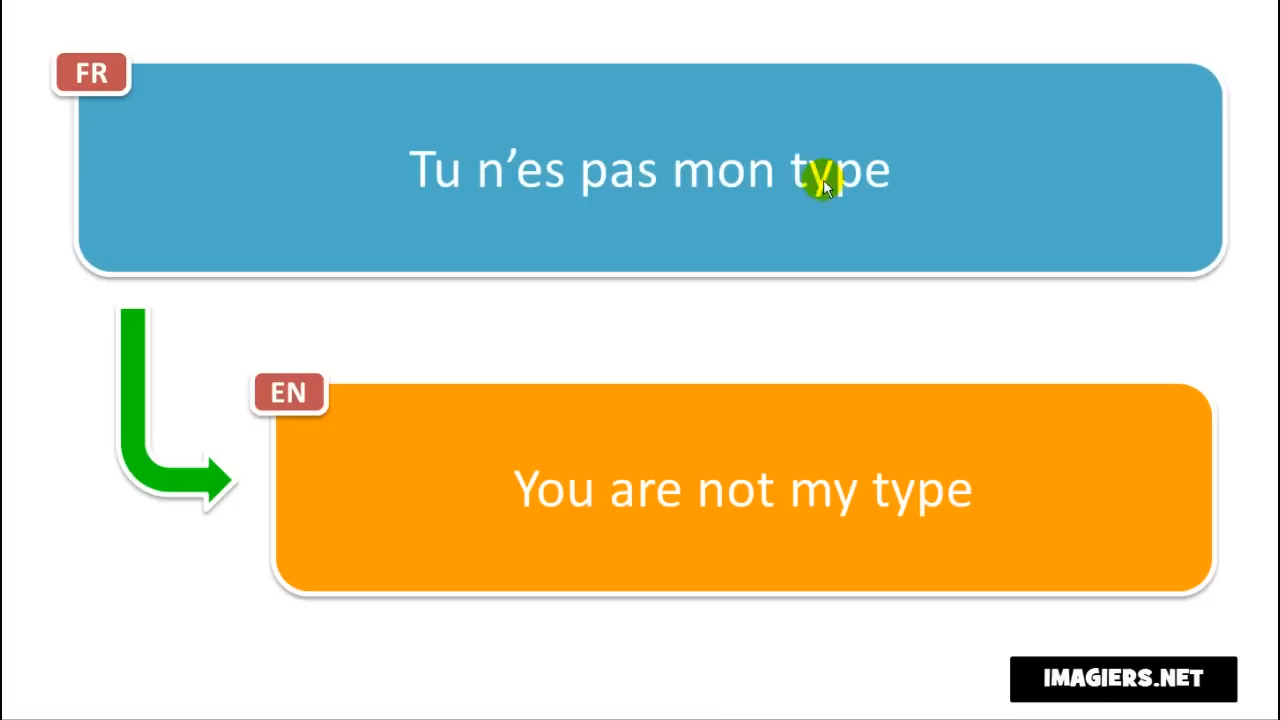 FR
Tu n’es pas mon type
EN
You are not my type
IMAGIERS.NET